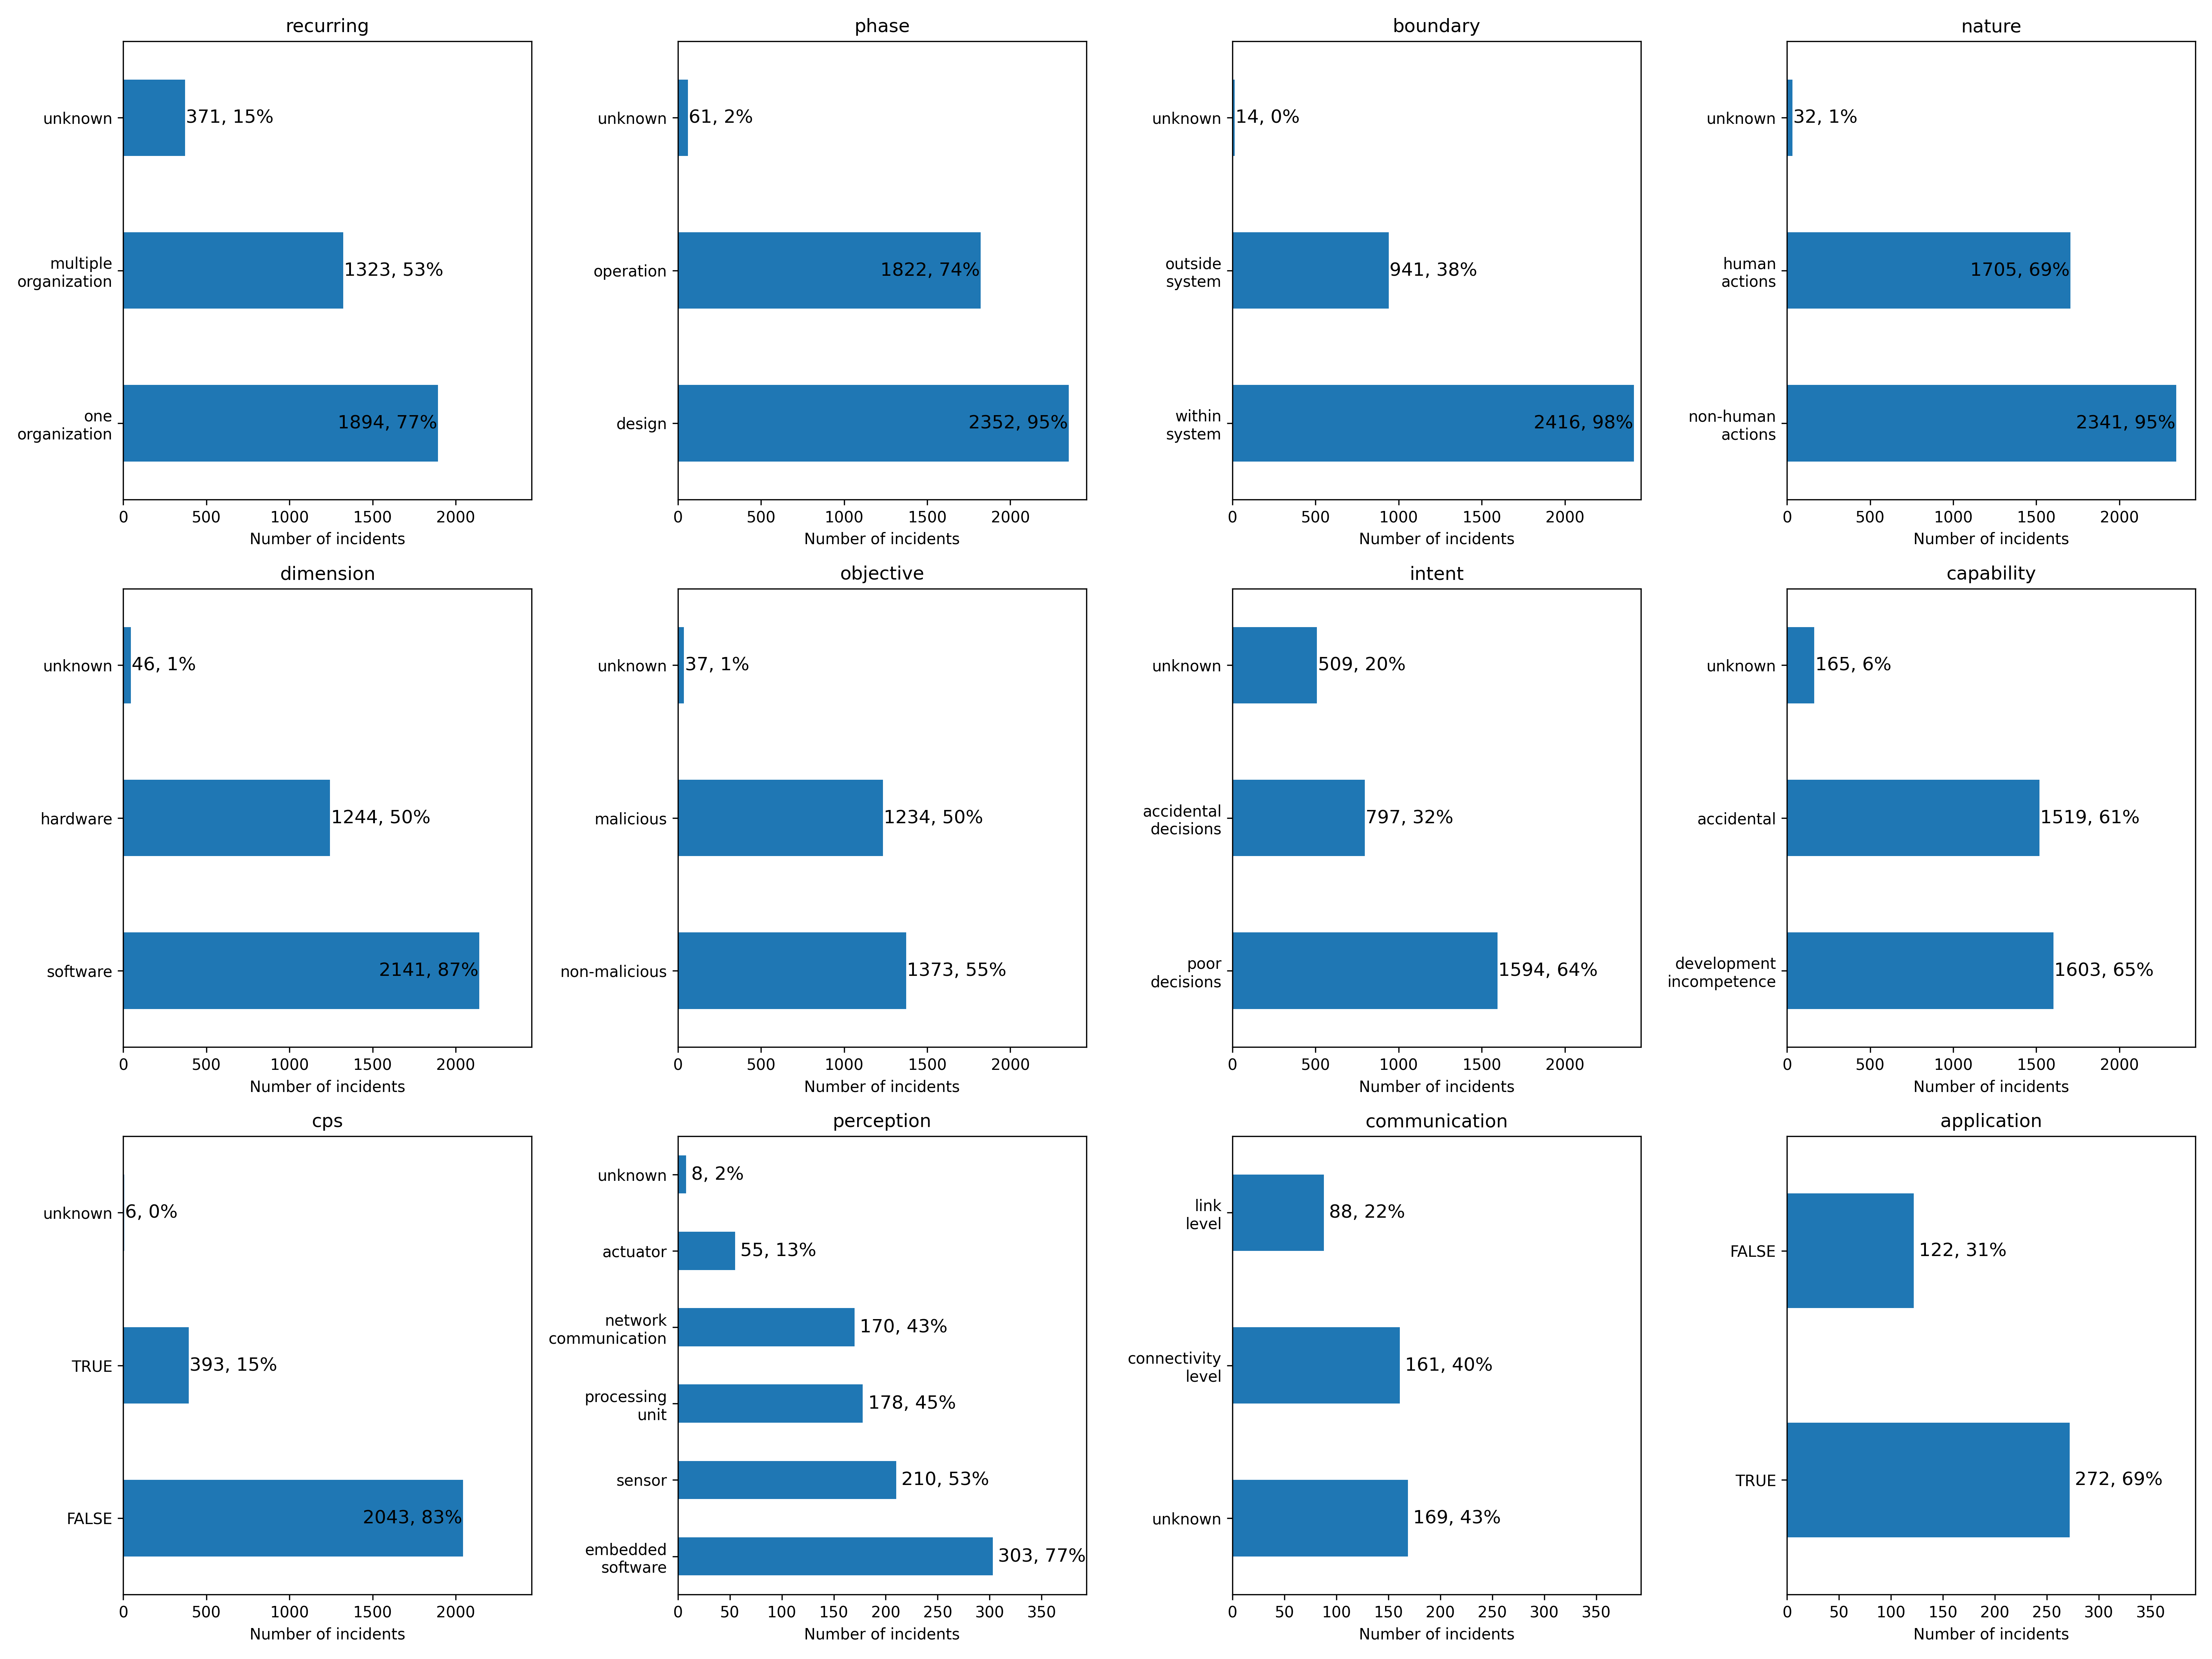 recurring
unknown
371, 15%
multiple
organization
1323, 53%
one
organization
1894, 77%
0 500 1000 1500 2000
Number of incidents
phase
unknown
61, 2%
operation
1822, 74%
design
2352, 95%
0 500 1000 1500 2000
Number of incidents
boundary
unknown
14, 0%
outside
system
941, 38%
within
system
2416, 98%
0 500 1000 1500 2000
Number of incidents
nature
unknown
32, 1%
human
actions
1705, 69%
non-human
actions
2341, 95%
0 500 1000 1500 2000
Number of incidents
dimension
unknown
46, 1%
hardware
1244, 50%
software
2141, 87%
0 500 1000 1500 2000
Number of incidents
objective
unknown
37, 1%
malicious
1234, 50%
non-malicious
1373, 55%
0 500 1000 1500 2000
Number of incidents
intent
unknown
509, 20%
accidental
decisions
797, 32%
poor
decisions
1594, 64%
0 500 1000 1500 2000
Number of incidents
capability
unknown
165, 6%
accidental
1519, 61%
development
incompetence
1603, 65%
0 500 1000 1500 2000
Number of incidents
cps
unknown
6, 0%
TRUE
393, 15%
FALSE
2043, 83%
0 500 1000 1500 2000
Number of incidents
perception
unknown
8, 2%
actuator
55, 13%
network
communication
170, 43%
processing
unit
178, 45%
sensor
210, 53%
embedded
software
303, 77%
0 50 100 150 200 250 300 350
Number of incidents
communication
link
level
88, 22%
connectivity
level
161, 40%
unknown
169, 43%
0 50 100 150 200 250 300 350
Number of incidents
application
FALSE
122, 31%
TRUE
272, 69%
0 50 100 150 200 250 300 350
Number of incidents